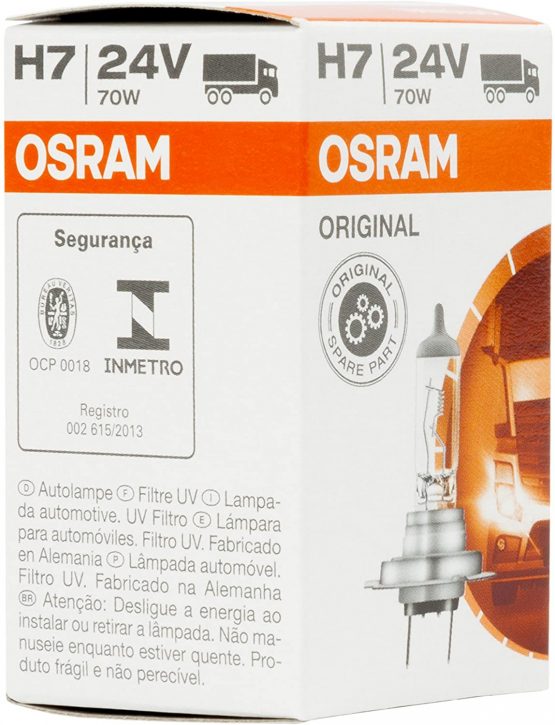 H7 24V
70W
OSRAM
Segurança
BUREAU VERITAS
1828
OCP 0018 INMETRO
Registro
002 615/2013
Ⓓ Autolampe Ⓕ Filtre UV Ⓘ Lampa-
da automotive. UV Filtro Ⓔ Lámpara
para automóviles. Filtro UV. Fabricado
en Alemania Ⓟ Lâmpada automóvel.
Filtro UV. Fabricado na Alemanha
BR Atenção: Desligue a energia ao
instalar ou retirar a lâmpada. Não ma-
nuseie enquanto estiver quente. Pro-
duto frágil e não perecível.
H7 24V
70W
OSRAM
ORIGINAL
ORIGINAL
SPARE PART